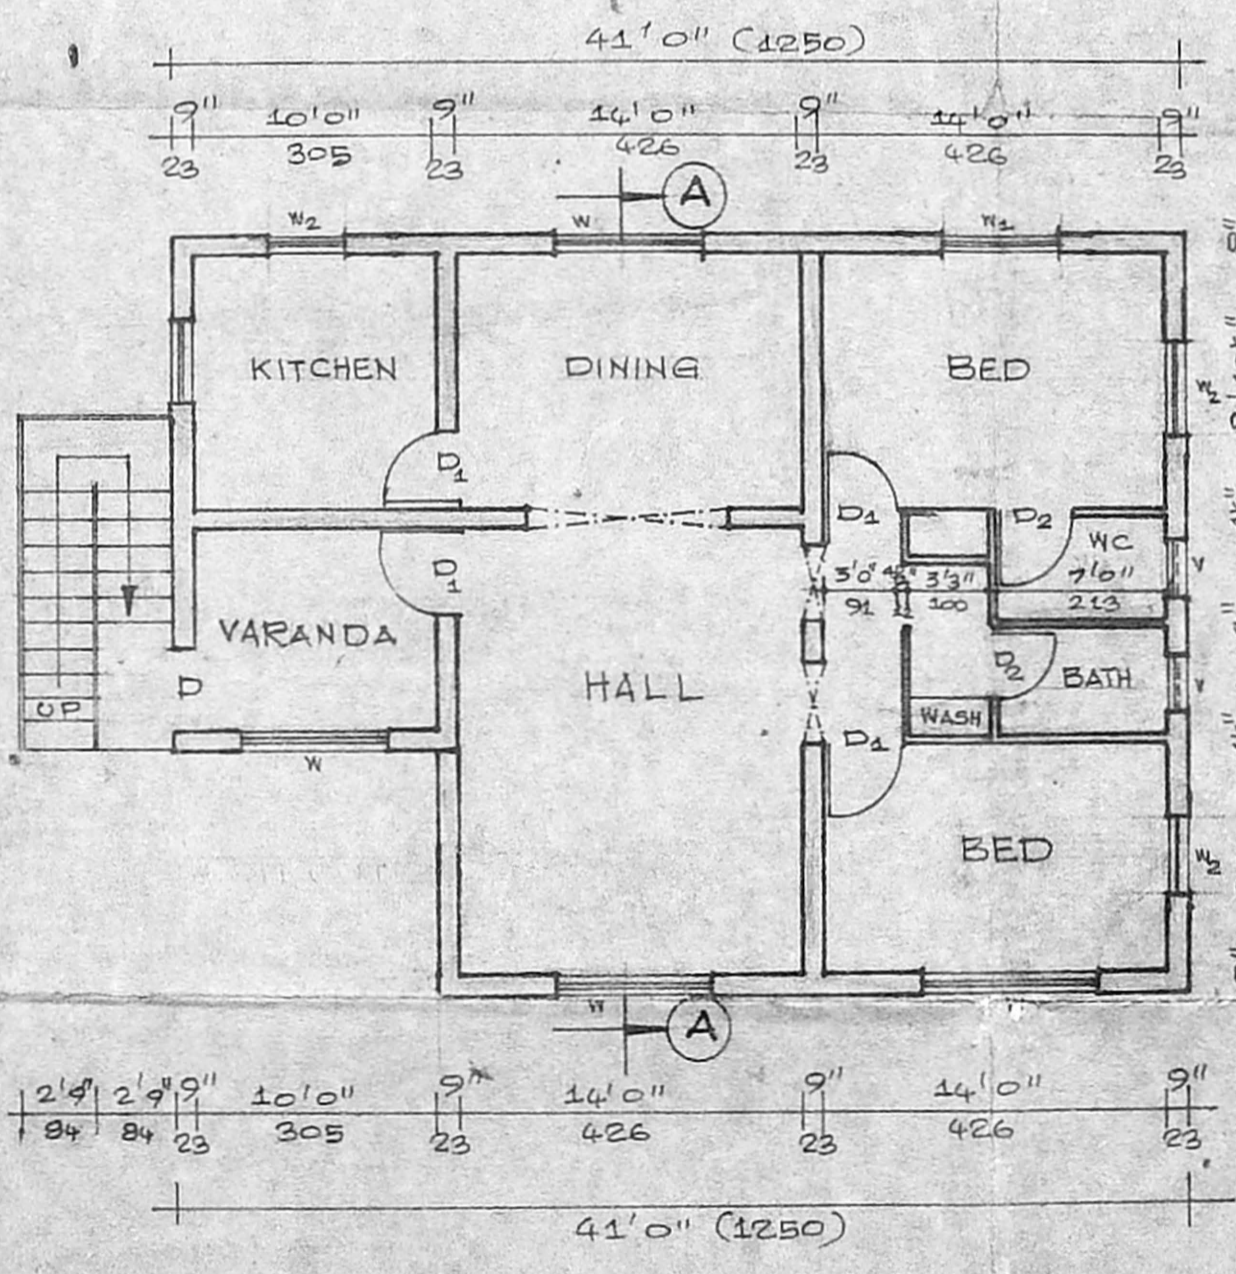 41'0" (1250)
9" 10'0" 9" 14'0" 9" 14'0" 9"
23 305 23 426 23 426 23
A
W2 W W1
KITCHEN DINING BED
W2
D1
D1 D2 WC
D1 3'0" 4½" 3'3" 7'0" V
91 100 213
VARANDA
HALL D2 BATH V
D
UP WASH
D1
W
BED W2
W
A
2'9" 2'9" 9" 10'0" 9" 14'0" 9" 14'0" 9"
84 84 23 305 23 426 23 426 23
41'0" (1250)